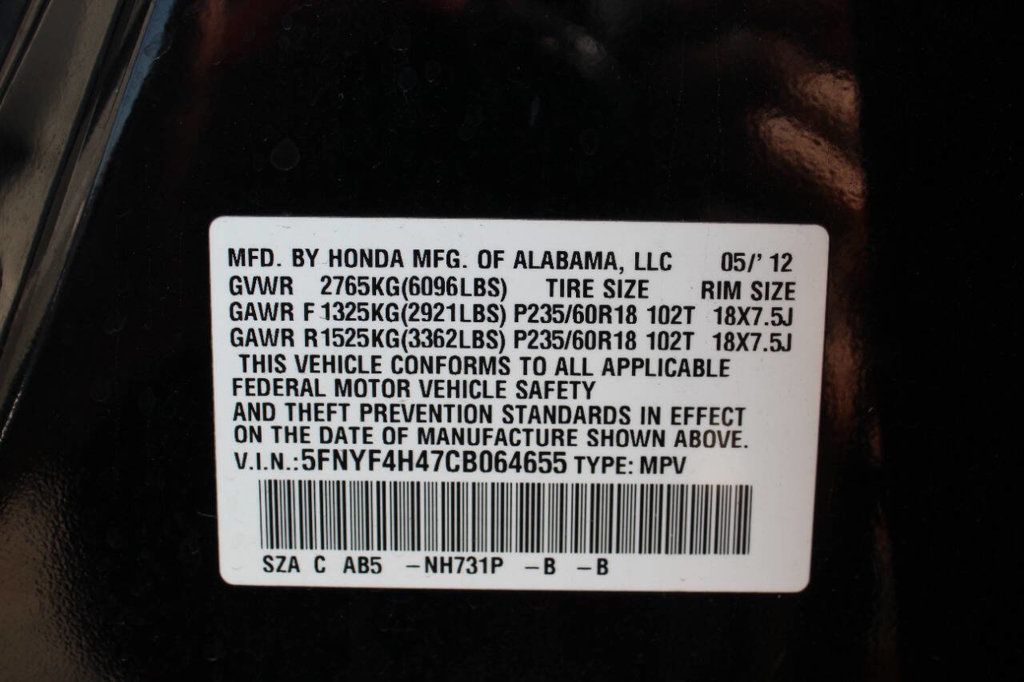 MFD. BY HONDA MFG. OF ALABAMA, LLC 05/'12
GVWR 2765KG(6096LBS) TIRE SIZE RIM SIZE
GAWR F 1325KG(2921LBS) P235/60R18 102T 18X7.5J
GAWR R1525KG(3362LBS) P235/60R18 102T 18X7.5J
THIS VEHICLE CONFORMS TO ALL APPLICABLE
FEDERAL MOTOR VEHICLE SAFETY
AND THEFT PREVENTION STANDARDS IN EFFECT
ON THE DATE OF MANUFACTURE SHOWN ABOVE.
V.I.N.:5FNYF4H47CB064655 TYPE: MPV
SZA C AB5 -NH731P -B -B